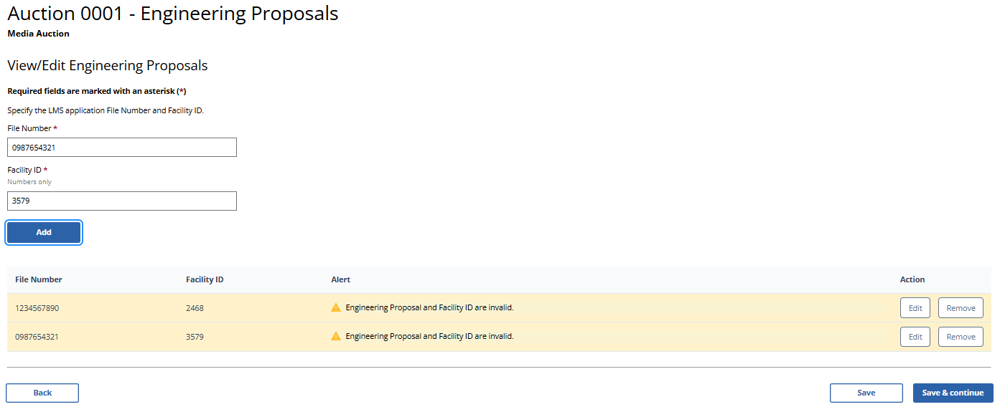 Auction 0001 - Engineering Proposals
Media Auction
View/Edit Engineering Proposals
Required fields are marked with an asterisk (*)
Specify the LMS application File Number and Facility ID.
File Number *
0987654321
Facility ID *
Numbers only
3579
Add
File Number Facility ID Alert Action
1234567890 2468 Engineering Proposal and Facility ID are invalid. Edit Remove
0987654321 3579 Engineering Proposal and Facility ID are invalid. Edit Remove
Back Save Save & continue